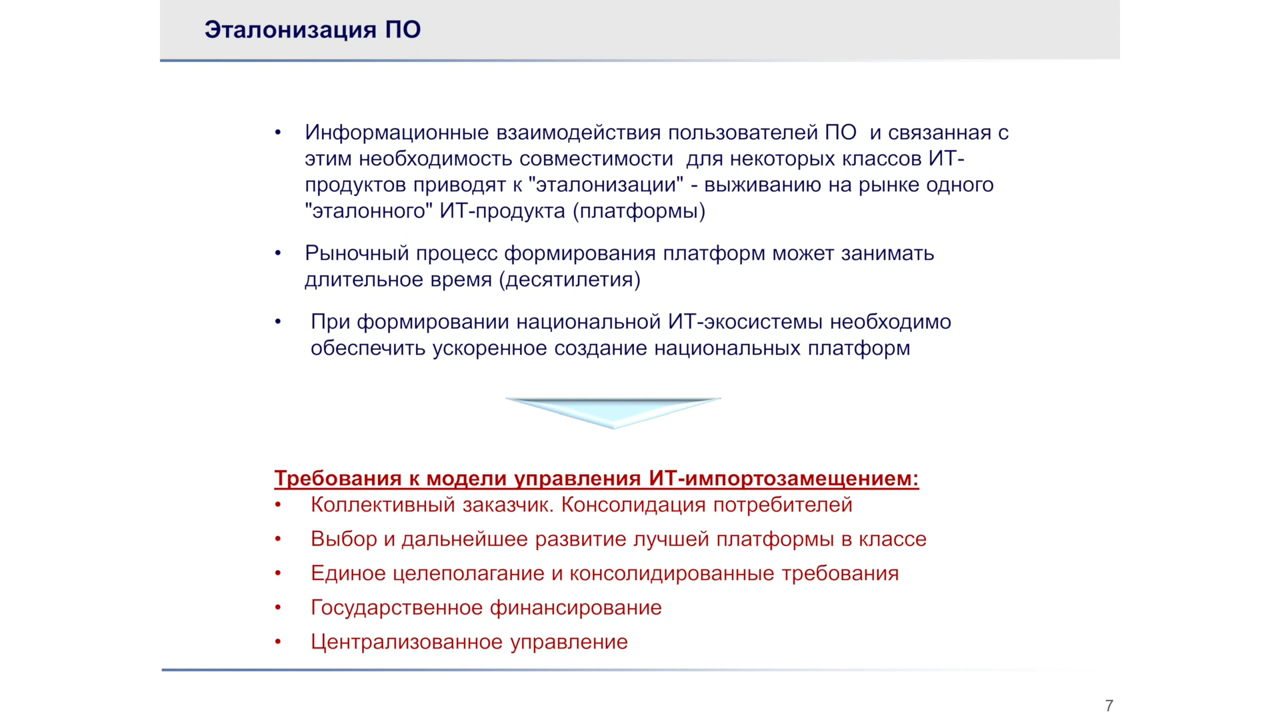 Эталонизация ПО
• Информационные взаимодействия пользователей ПО и связанная с
этим необходимость совместимости для некоторых классов ИТ-
продуктов приводят к "эталонизации" - выживанию на рынке одного
"эталонного" ИТ-продукта (платформы)
• Рыночный процесс формирования платформ может занимать
длительное время (десятилетия)
• При формировании национальной ИТ-экосистемы необходимо
обеспечить ускоренное создание национальных платформ
Требования к модели управления ИТ-импортозамещением:
• Коллективный заказчик. Консолидация потребителей
• Выбор и дальнейшее развитие лучшей платформы в классе
• Единое целеполагание и консолидированные требования
• Государственное финансирование
• Централизованное управление
7